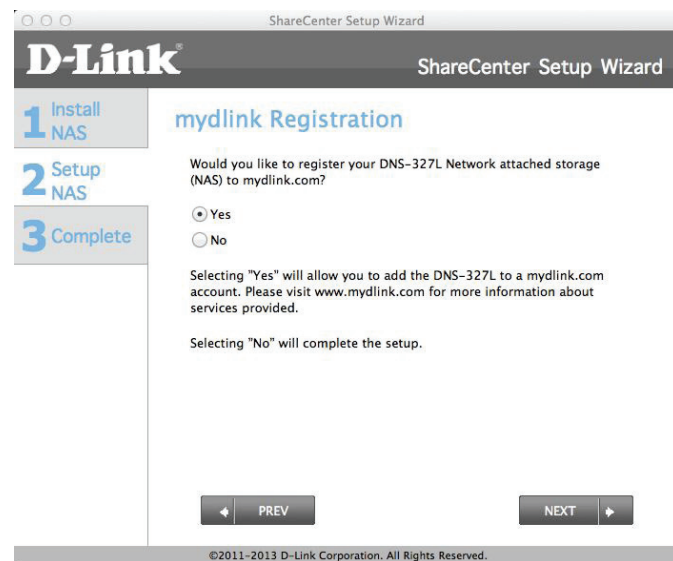 ShareCenter Setup Wizard
D-Link®
ShareCenter Setup Wizard
1 Install NAS
2 Setup NAS
3 Complete
mydlink Registration
Would you like to register your DNS-327L Network attached storage
(NAS) to mydlink.com?
Yes
No
Selecting "Yes" will allow you to add the DNS-327L to a mydlink.com
account. Please visit www.mydlink.com for more information about
services provided.
Selecting "No" will complete the setup.
PREV
NEXT
©2011-2013 D-Link Corporation. All Rights Reserved.